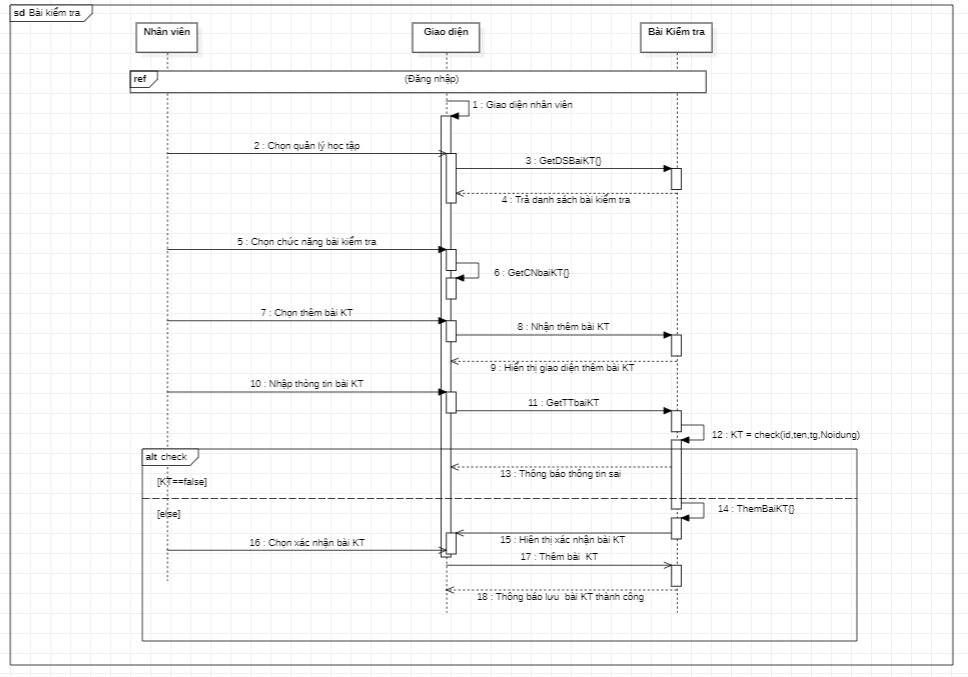 sd Bài kiểm tra
Nhân viên
Giao diện
Bài Kiểm tra
ref
(Đăng nhập)
1 : Giao diện nhân viên
2 : Chọn quản lý học tập
3 : GetDSBaiKT()
4 : Trả danh sách bài kiểm tra
5 : Chọn chức năng bài kiểm tra
6 : GetCNbaiKT()
7 : Chọn thêm bài KT
8 : Nhận thêm bài KT
9 : Hiển thị giao diện thêm bài KT
10 : Nhập thông tin bài KT
11 : GetTTbaiKT
12 : KT = check(id,ten,tg,Noidung)
alt check
13 : Thông báo thông tin sai
[KT==false]
14 : ThemBaiKT()
[else]
15 : Hiển thị xác nhận bài KT
16 : Chọn xác nhận bài KT
17 : Thêm bài  KT
18 : Thông báo lưu  bài KT thành công